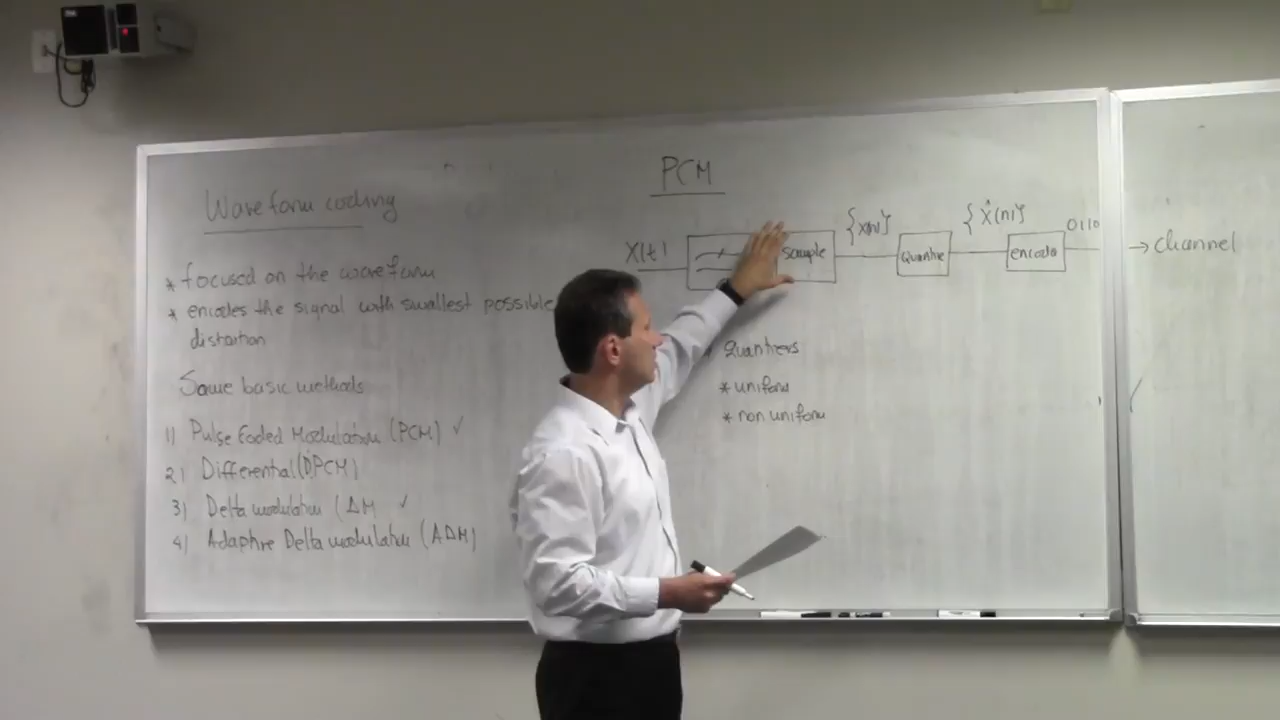 Waveform coding
* focused on the waveform
* encodes the signal with smallest possible
distortion
Some basic methods
1) Pulse Coded Modulation (PCM) ✓
2) Differential (DPCM)
3) Delta modulation (ΔM ✓
4) Adaptive Delta modulation (ADM)
PCM
X(t)
sample
{x(n)}
Quantize
{x̂(n)}
encode
0110
→ channel
Quantizers
* uniform
* non uniform